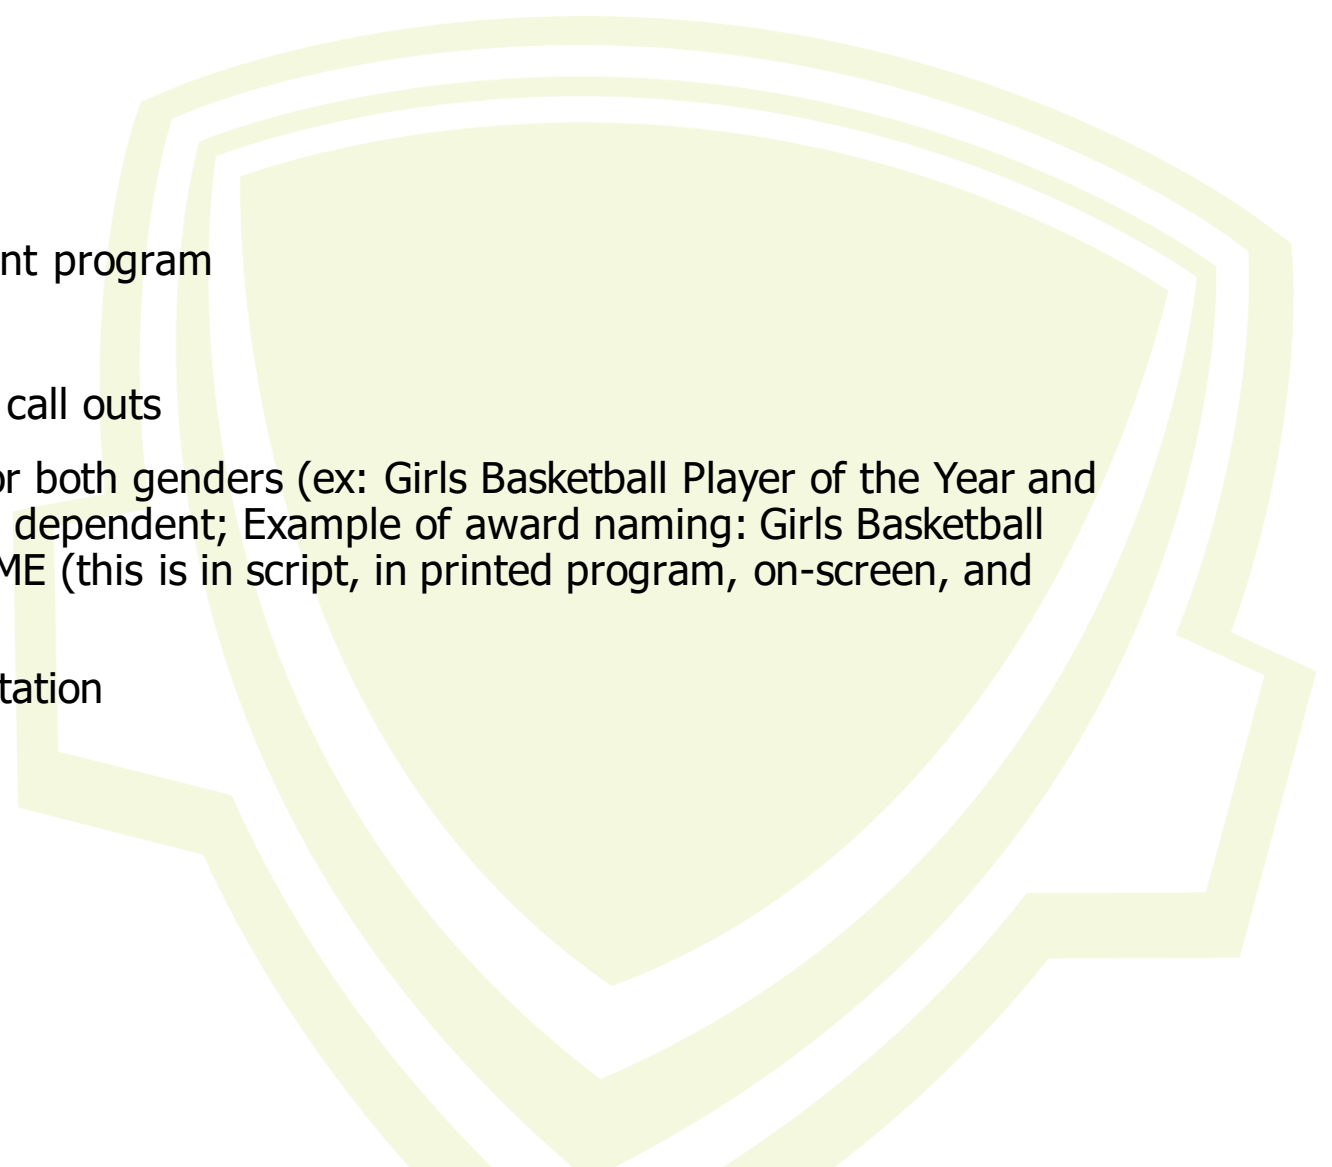 nt program
call outs
or both genders (ex: Girls Basketball Player of the Year and
dependent; Example of award naming: Girls Basketball
ME (this is in script, in printed program, on-screen, and
tation